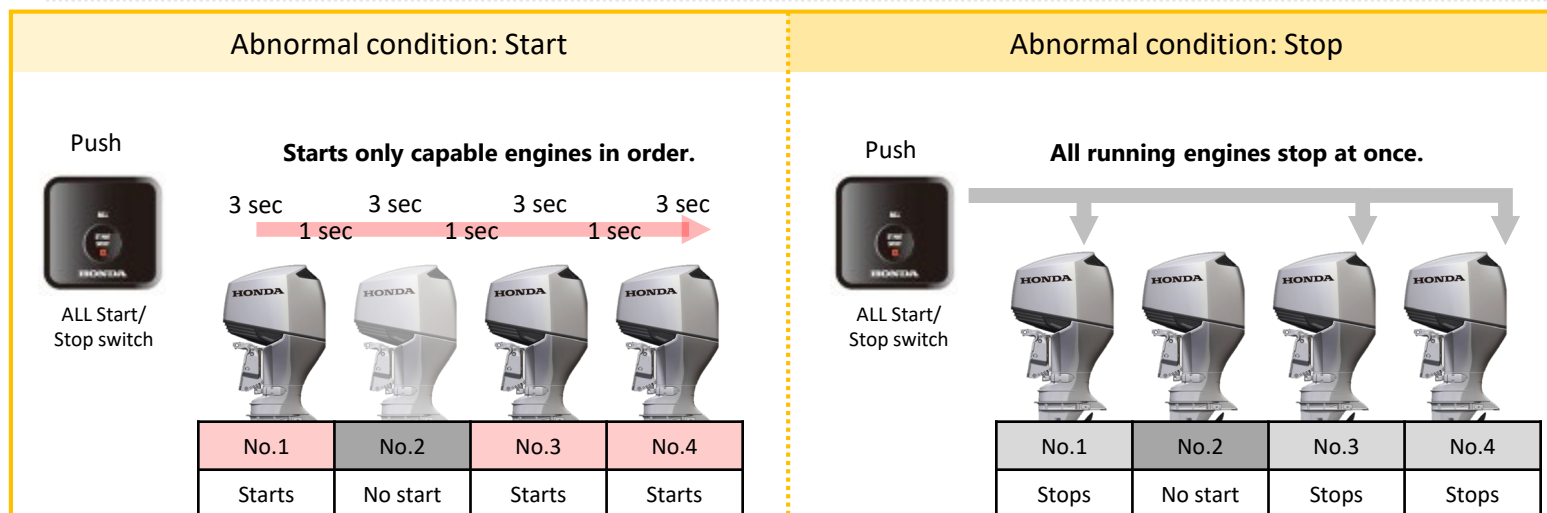 Abnormal condition: Start
Push
Starts only capable engines in order.
3 sec 3 sec 3 sec 3 sec
1 sec 1 sec 1 sec
HONDA
ALL Start/
Stop switch
HONDA HONDA HONDA HONDA
No.1 No.2 No.3 No.4
Starts No start Starts Starts
Abnormal condition: Stop
Push
All running engines stop at once.
HONDA
ALL Start/
Stop switch
HONDA HONDA HONDA HONDA
No.1 No.2 No.3 No.4
Stops No start Stops Stops